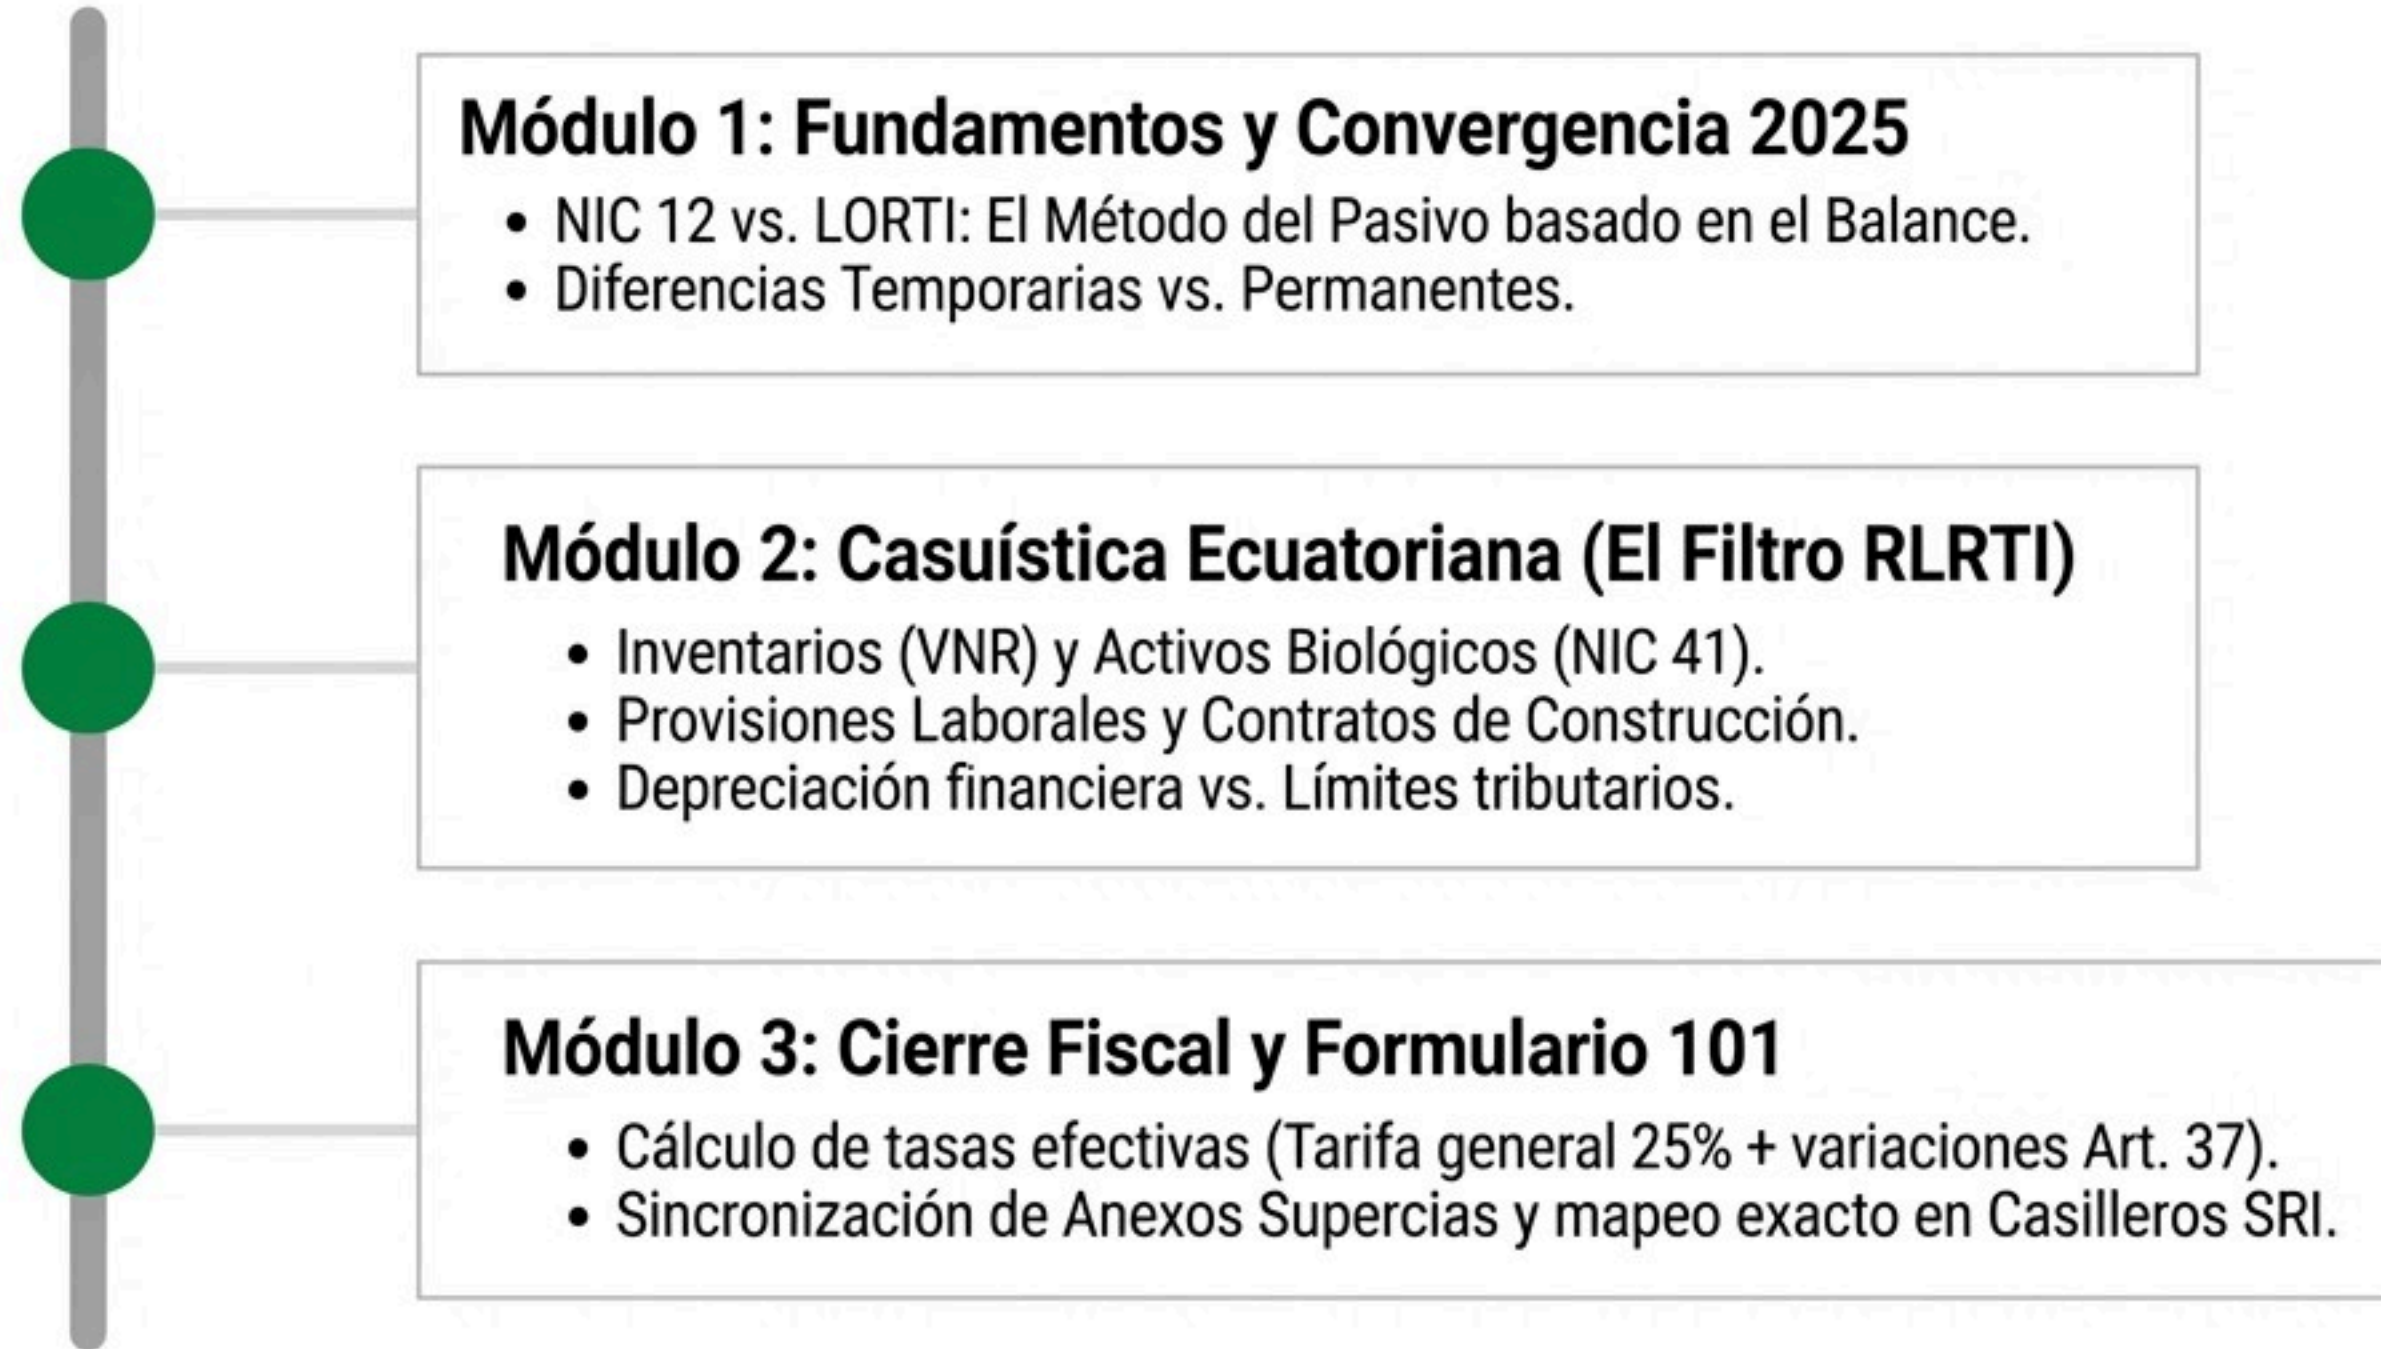 Módulo 1: Fundamentos y Convergencia 2025
• NIC 12 vs. LORTI: El Método del Pasivo basado en el Balance.
• Diferencias Temporarias vs. Permanentes.
Módulo 2: Casuística Ecuatoriana (El Filtro RLRTI)
• Inventarios (VNR) y Activos Biológicos (NIC 41).
• Provisiones Laborales y Contratos de Construcción.
• Depreciación financiera vs. Límites tributarios.
Módulo 3: Cierre Fiscal y Formulario 101
• Cálculo de tasas efectivas (Tarifa general 25% + variaciones Art. 37).
• Sincronización de Anexos Supercias y mapeo exacto en Casilleros SRI.